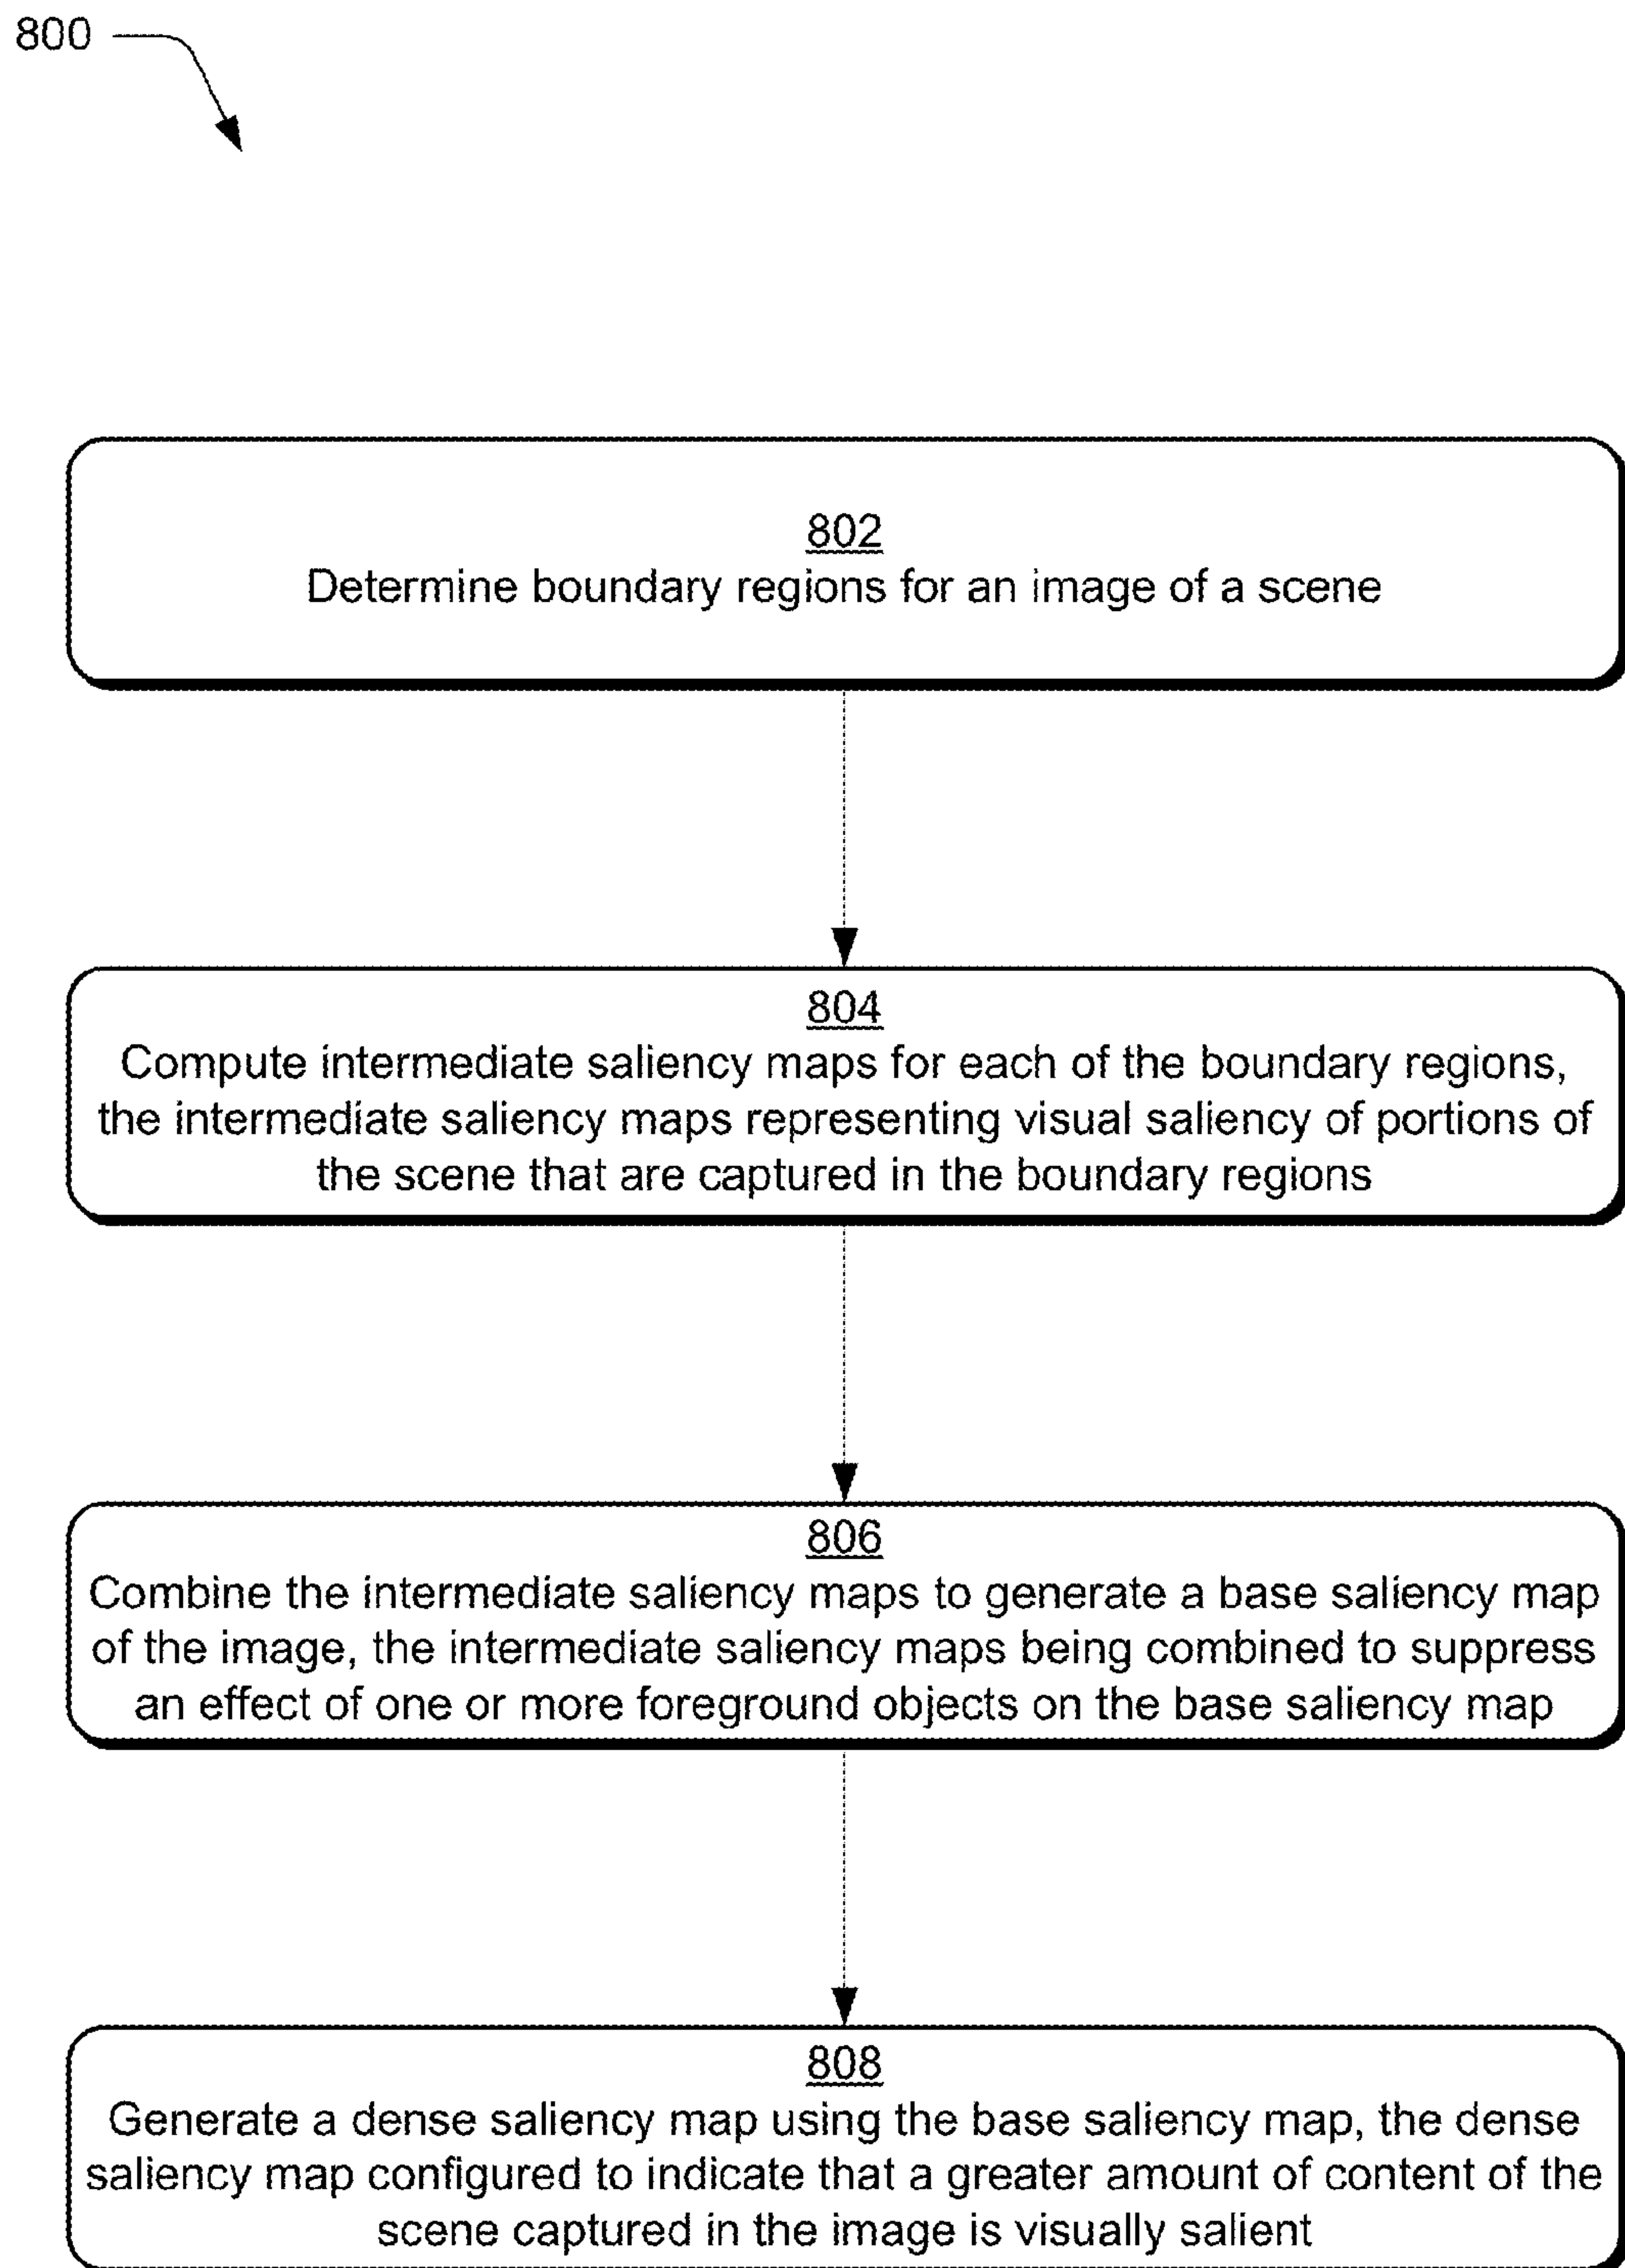 800
802
Determine boundary regions for an image of a scene
804
Compute intermediate saliency maps for each of the boundary regions,
the intermediate saliency maps representing visual saliency of portions of
the scene that are captured in the boundary regions
806
Combine the intermediate saliency maps to generate a base saliency map
of the image, the intermediate saliency maps being combined to suppress
an effect of one or more foreground objects on the base saliency map
808
Generate a dense saliency map using the base saliency map, the dense
saliency map configured to indicate that a greater amount of content of the
scene captured in the image is visually salient